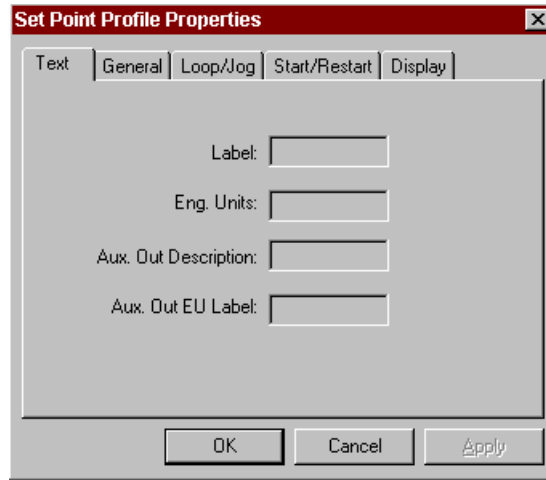 Set Point Profile Properties
Text General Loop/Jog Start/Restart Display
Label:
Eng. Units:
Aux. Out Description:
Aux. Out EU Label:
OK Cancel Apply